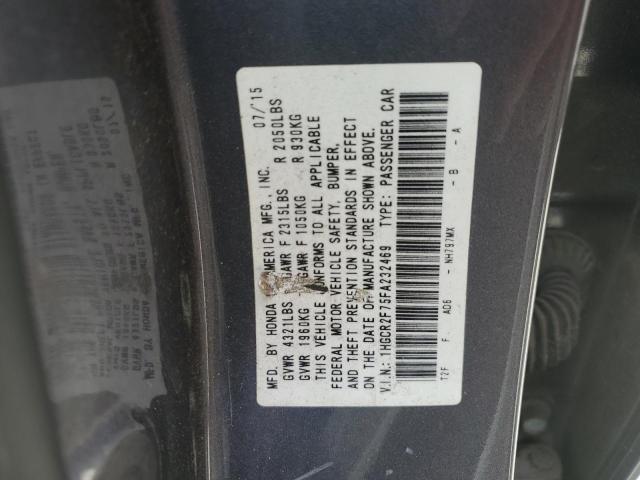 MFD. BY HONDA OF AMERICA MFG., INC. 07/15
GVWR 4321LBS GAWR F 2315LBS R 2050LBS
GVWR 1960KG GAWR F 1050KG R 930KG
THIS VEHICLE CONFORMS TO ALL APPLICABLE
FEDERAL MOTOR VEHICLE SAFETY, BUMPER,
AND THEFT PREVENTION STANDARDS IN EFFECT
ON THE DATE OF MANUFACTURE SHOWN ABOVE.
V.I.N.: 1HGCR2F75FA232469 TYPE: PASSENGER CAR
T2F F. AD6 - NH797MX - B - A